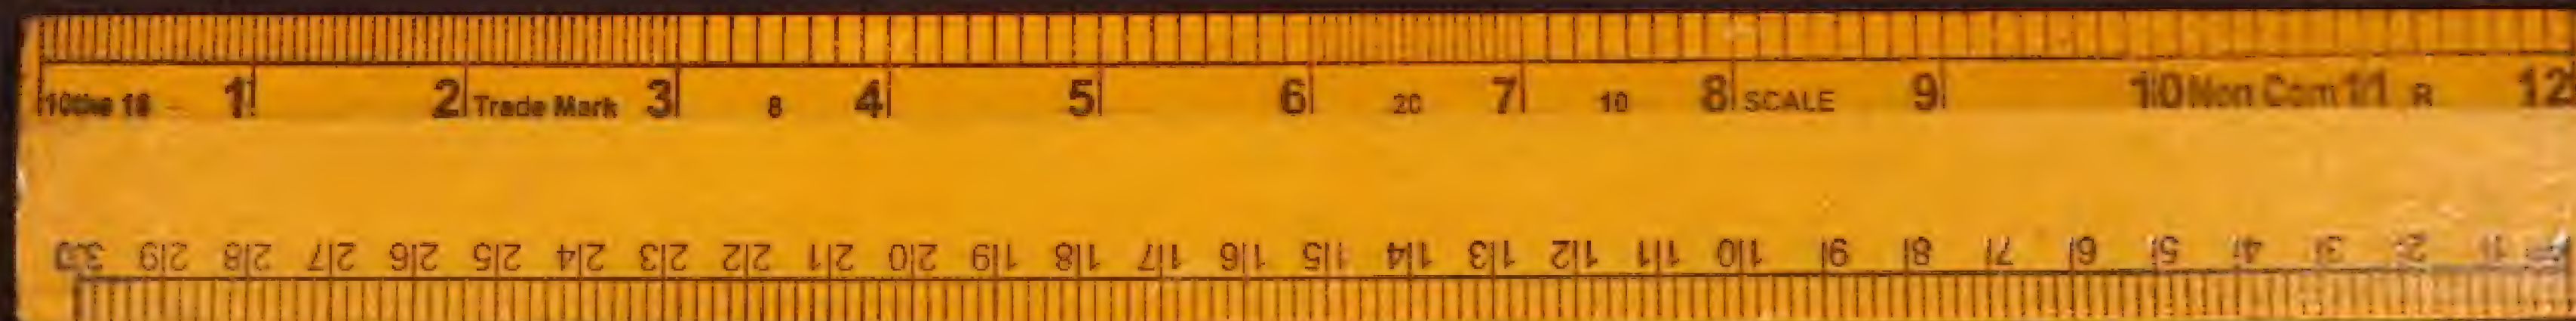 10ths 16 1 2 Trade Mark 3 8 4 5 6 20 7 10 8 SCALE 9 10 Non Com 11 R 12
30 29 28 27 26 25 24 23 22 21 20 19 18 17 16 15 14 13 12 11 10 9 8 7 6 5 4 3 2 1